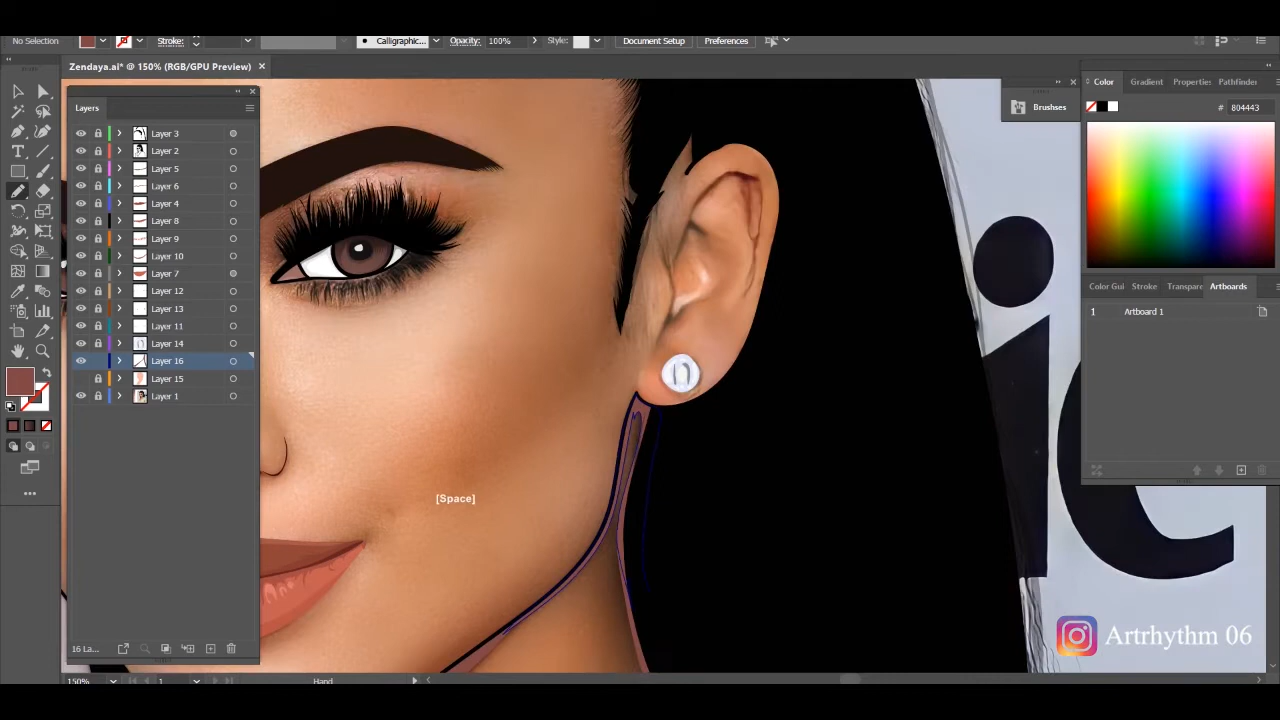 No Selection Stroke: Calligraphic... Opacity: 100% Style: Document Setup Preferences
Zendaya.ai* @ 150% (RGB/GPU Preview)
Layers
Layer 3
Layer 2
Layer 5
Layer 6
Layer 4
Layer 8
Layer 9
Layer 10
Layer 7
Layer 12
Layer 13
Layer 11
Layer 14
Layer 16
Layer 15
Layer 1
16 La...
Brushses
Color Gradient Properties Pathfinder
# 804443
Color Gui Stroke Transpare Artboards
1 Artboard 1
[Space]
ic
Artrhythm 06
150% 1 Hand